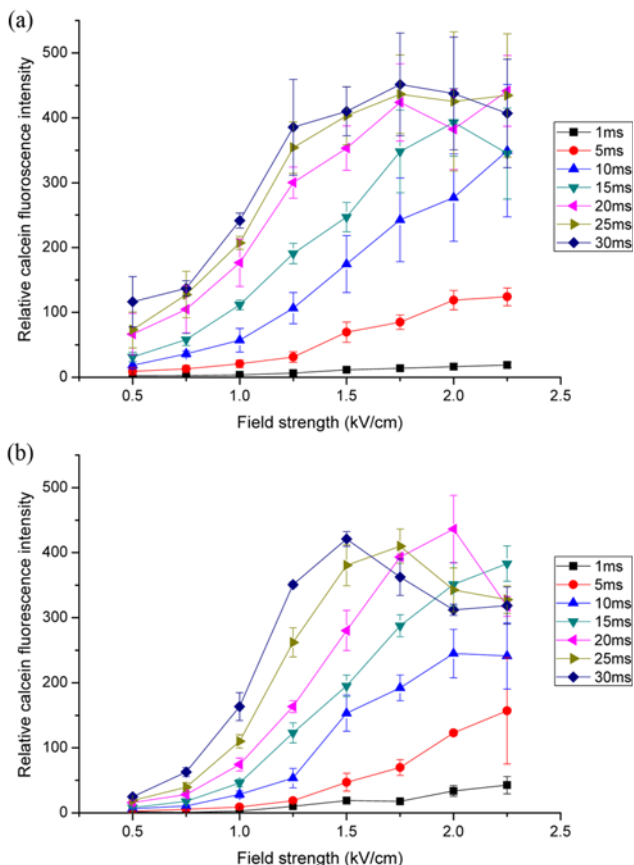 (a)
500
400
300
200
100
0
Relative calcein fluoroscence intensity
0.5
1.0
1.5
2.0
2.5
Field strength (kV/cm)
1ms
5ms
10ms
15ms
20ms
25ms
30ms
(b)
500
400
300
200
100
0
Relative calcein fluorescence intensity
0.5
1.0
1.5
2.0
2.5
Field strength (kV/cm)
1ms
5ms
10ms
15ms
20ms
25ms
30ms